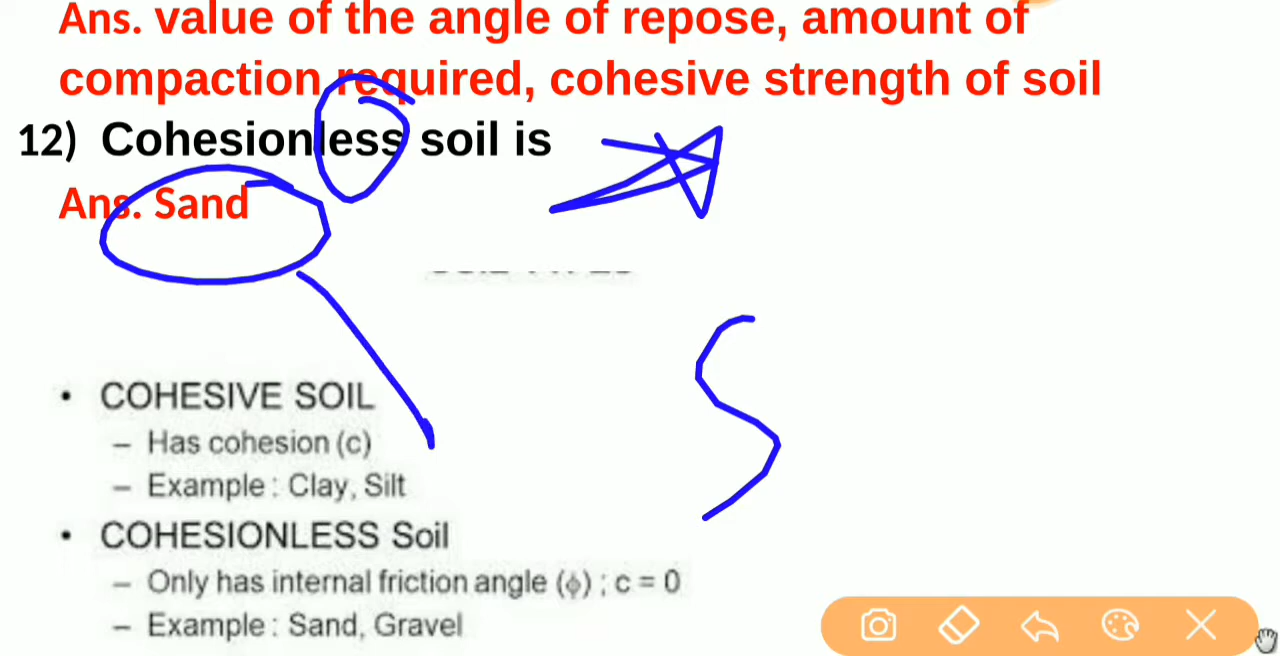 Ans. value of the angle of repose, amount of
compaction required, cohesive strength of soil
12) Cohesionless soil is
Ans. Sand
• COHESIVE SOIL
– Has cohesion (c)
– Example : Clay, Silt
• COHESIONLESS Soil
– Only has internal friction angle (ϕ) ; c = 0
– Example : Sand, Gravel